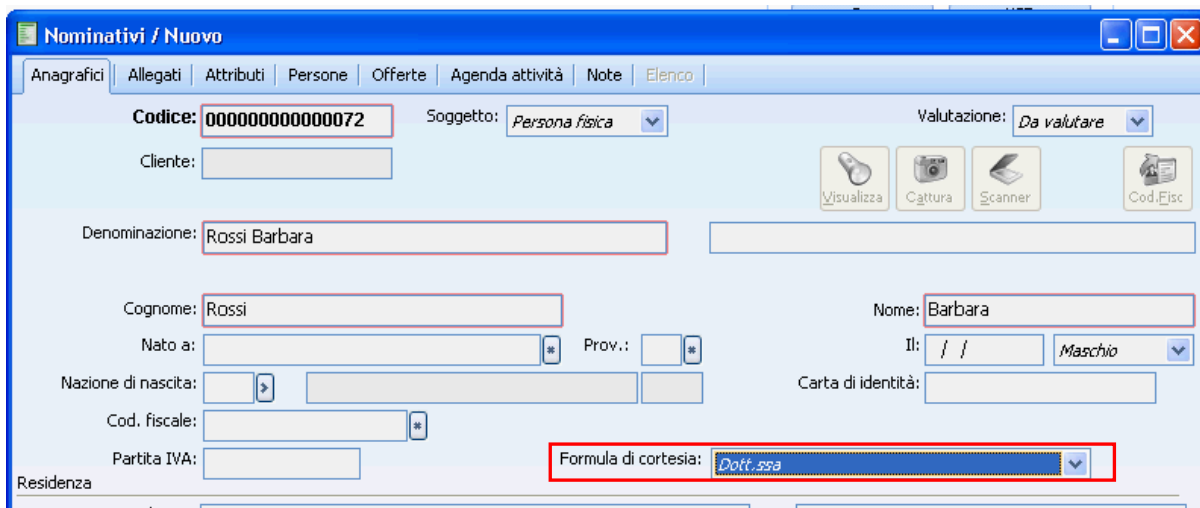 Nominativi / Nuovo
Anagrafici Allegati Attributi Persone Offerte Agenda attività Note Elenco
Codice: 000000000000072 Soggetto: Persona fisica Valutazione: Da valutare
Cliente:
Visualizza Cattura Scanner Cod.Fisc
Denominazione: Rossi Barbara
Cognome: Rossi Nome: Barbara
Nato a: Prov.: Il: / / Maschio
Nazione di nascita: Carta di identità:
Cod. fiscale:
Partita IVA: Formula di cortesia: Dott.ssa
Residenza